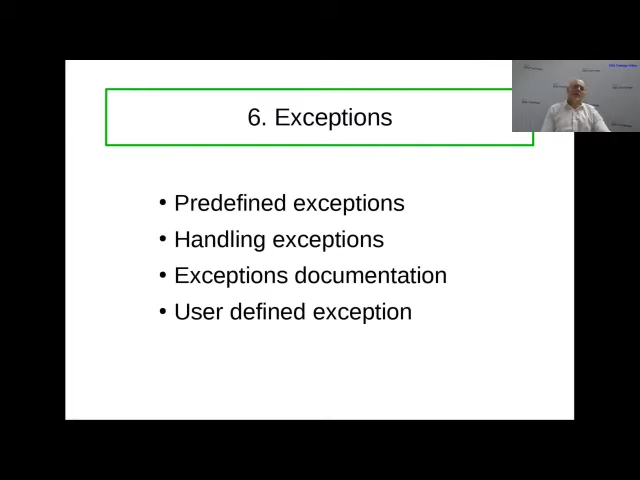 6. Exceptions
• Predefined exceptions
• Handling exceptions
• Exceptions documentation
• User defined exception